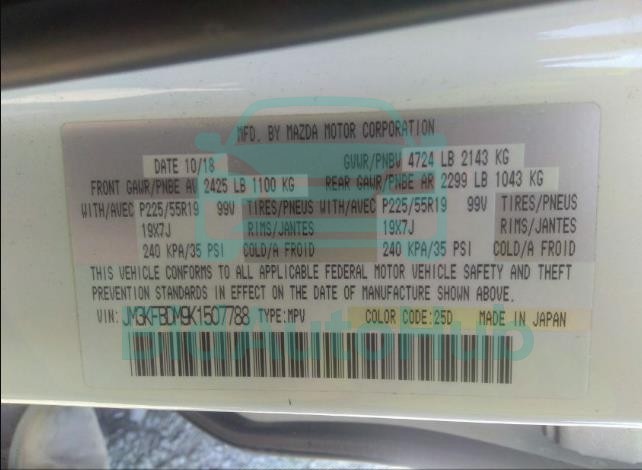 MFD. BY MAZDA MOTOR CORPORATION
DATE 10/18 GVWR/PNBV 4724 LB 2143 KG
FRONT GAWR/PNBE AV 2425 LB 1100 KG REAR GAWR/PNBE AR 2299 LB 1043 KG
WITH/AVEC P225/55R19 99V TIRES/PNEUS WITH/AVEC P225/55R19 99V TIRES/PNEUS
19X7J RIMS/JANTES 19X7J RIMS/JANTES
240 KPA/35 PSI COLD/A FROID 240 KPA/35 PSI COLD/A FROID
THIS VEHICLE CONFORMS TO ALL APPLICABLE FEDERAL MOTOR VEHICLE SAFETY AND THEFT
PREVENTION STANDARDS IN EFFECT ON THE DATE OF MANUFACTURE SHOWN ABOVE.
VIN: JM3KFBDM9K1507788 TYPE:MPV COLOR CODE:25D MADE IN JAPAN
BidAutoHub